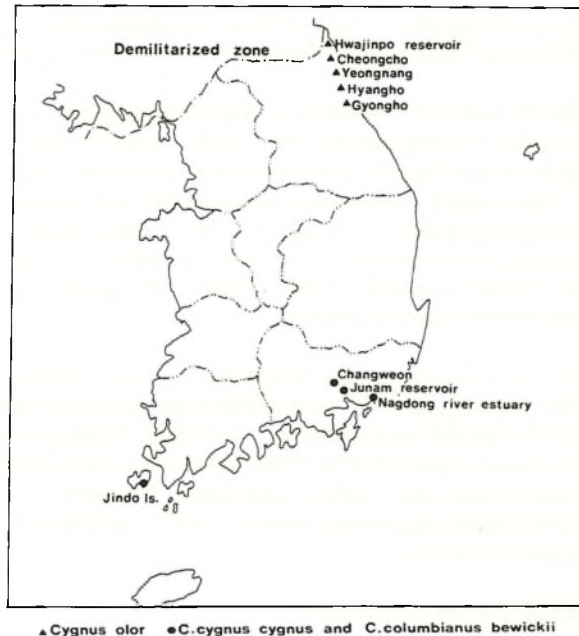 Demilitarized zone
Hwajinpo reservoir
Cheongcho
Yeongnang
Hyangho
Gyongho
Changweon
Junam reservoir
Nagdong river estuary
Jindo Is.
▲Cygnus olor ●C.cygnus cygnus and C.columbianus bewickii